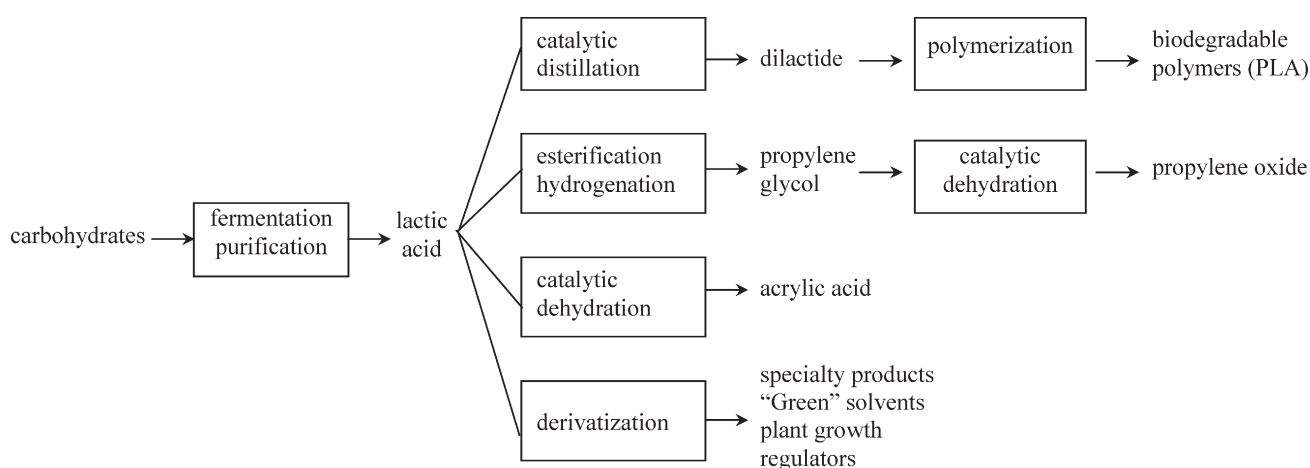 carbohydrates
fermentation
purification
lactic
acid
catalytic
distillation
dilactide
polymerization
biodegradable
polymers (PLA)
esterification
hydrogenation
propylene
glycol
catalytic
dehydration
propylene oxide
catalytic
dehydration
acrylic acid
derivatization
specialty products
“Green” solvents
plant growth
regulators